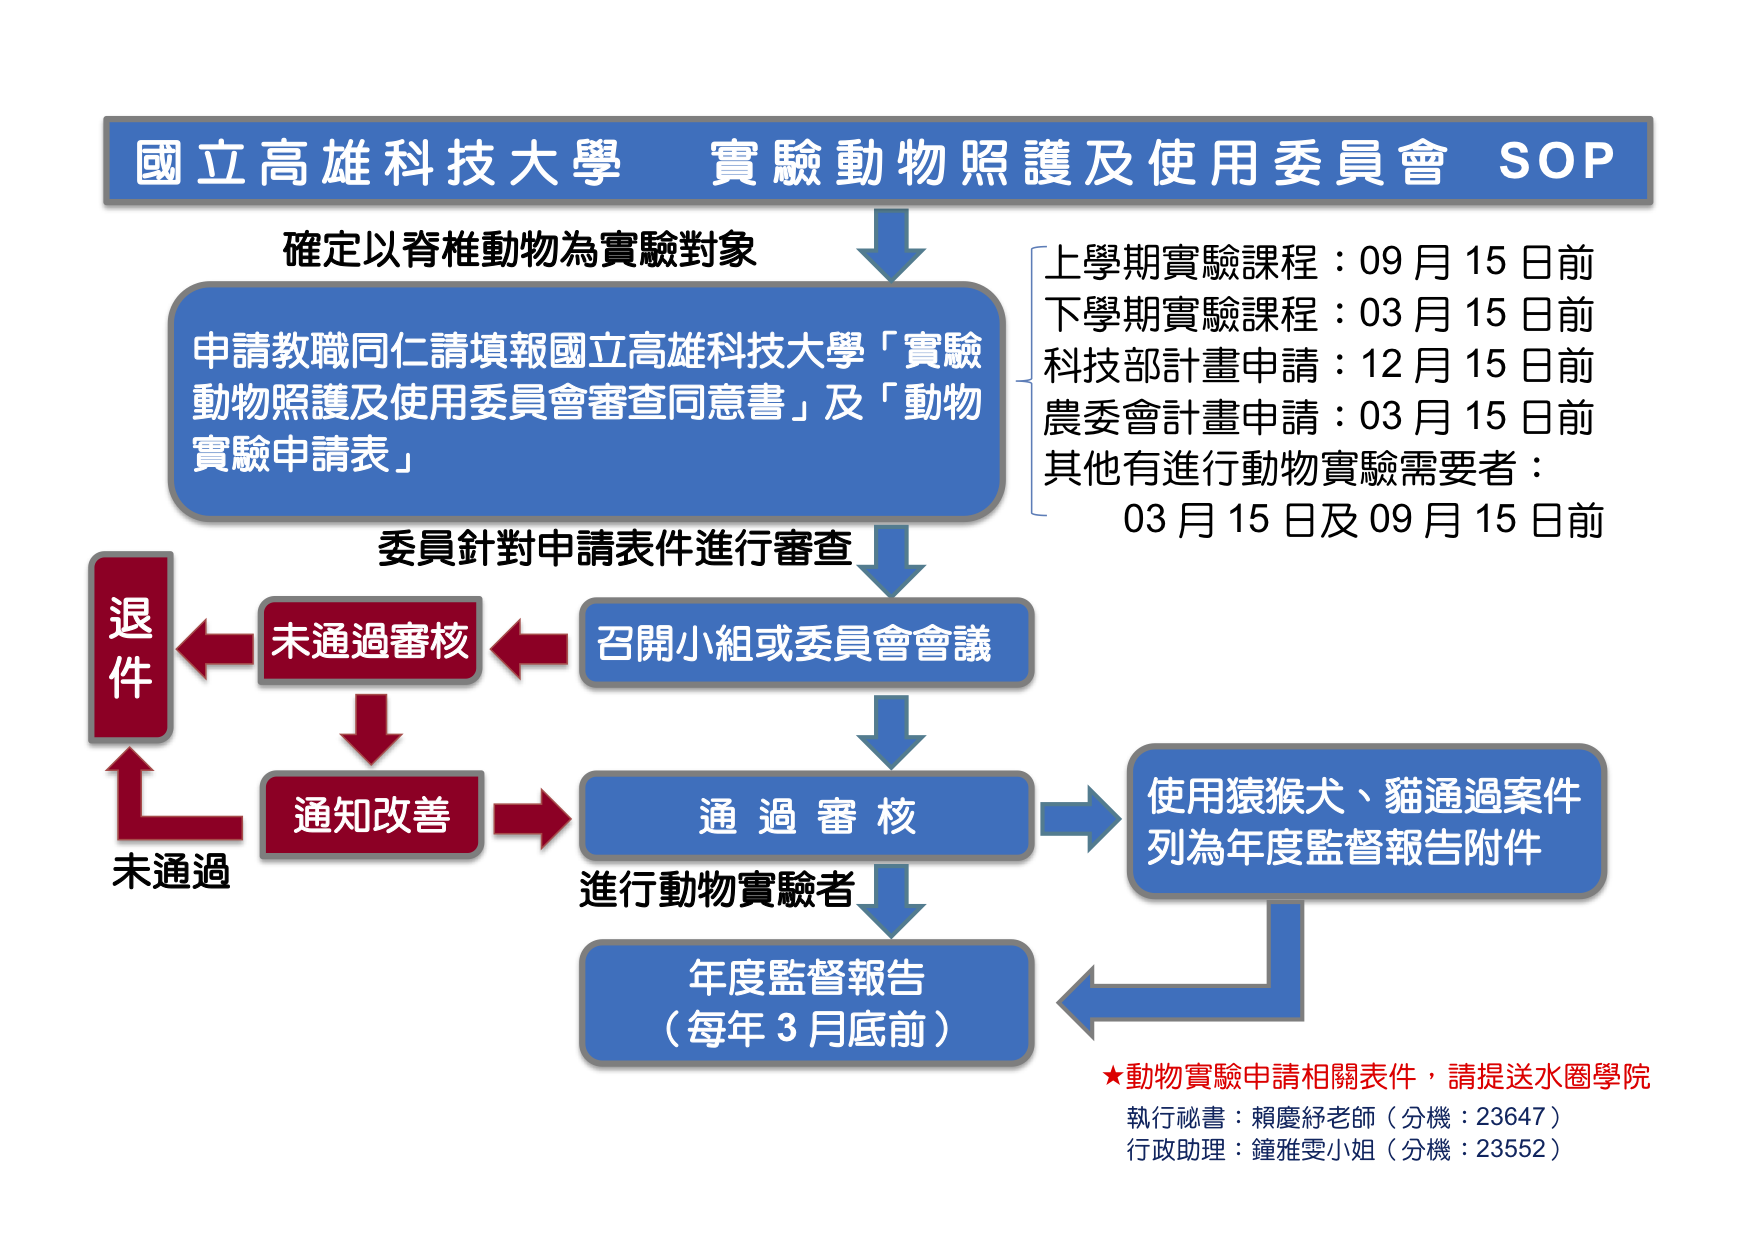 國立高雄科技大學 實驗動物照護及使用委員會 SOP
確定以脊椎動物為實驗對象
申請教職同仁請填報國立高雄科技大學「實驗
動物照護及使用委員會審查同意書」及「動物
實驗申請表」
上學期實驗課程：09 月 15 日前
下學期實驗課程：03 月 15 日前
科技部計畫申請：12 月 15 日前
農委會計畫申請：03 月 15 日前
其他有進行動物實驗需要者：
03 月 15 日及 09 月 15 日前
委員針對申請表件進行審查
退
件
未通過審核
召開小組或委員會會議
通知改善
通過審核
使用猿猴犬、貓通過案件
列為年度監督報告附件
未通過
進行動物實驗者
年度監督報告
（每年 3 月底前）
★動物實驗申請相關表件，請提送水圈學院
執行祕書：賴慶紓老師（分機：23647）
行政助理：鐘雅雯小姐（分機：23552）